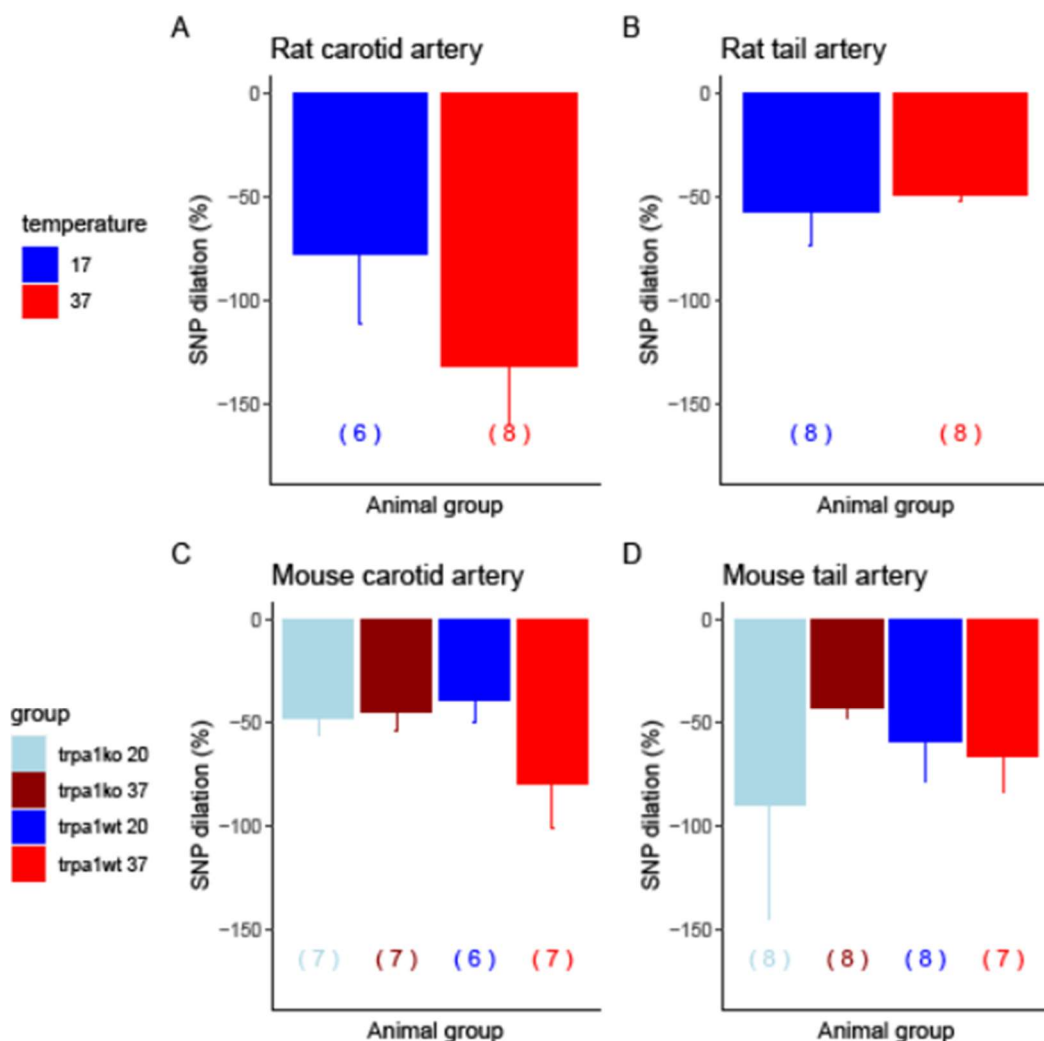 A
Rat carotid artery
0
−50
−100
−150
SNP dilation (%)
( 6 ) ( 8 )
Animal group
B
Rat tail artery
0
−50
−100
−150
SNP dilation (%)
( 8 ) ( 8 )
Animal group
temperature
17
37
C
Mouse carotid artery
0
−50
−100
−150
SNP dilation (%)
( 7 ) ( 7 ) ( 6 ) ( 7 )
Animal group
D
Mouse tail artery
0
−50
−100
−150
SNP dilation (%)
( 8 ) ( 8 ) ( 8 ) ( 7 )
Animal group
group
trpa1ko 20
trpa1ko 37
trpa1wt 20
trpa1wt 37